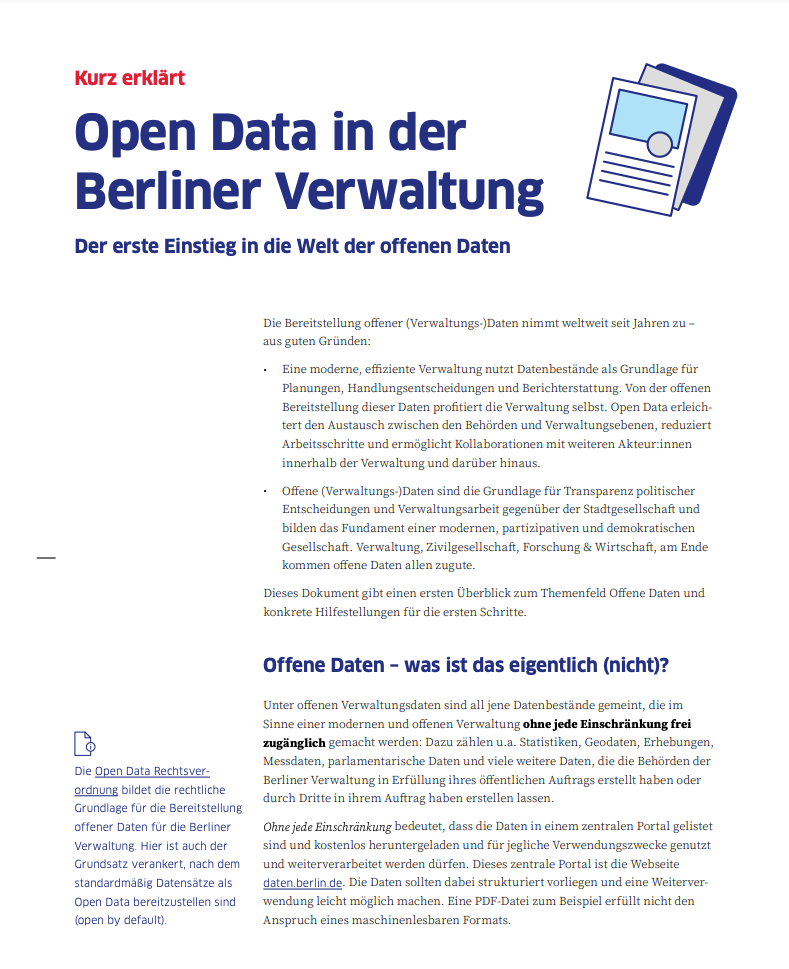 Kurz erklärt
Open Data in der
Berliner Verwaltung
Der erste Einstieg in die Welt der offenen Daten
Die Bereitstellung offener (Verwaltungs-)Daten nimmt weltweit seit Jahren zu –
aus guten Gründen:
• Eine moderne, effiziente Verwaltung nutzt Datenbestände als Grundlage für
Planungen, Handlungsentscheidungen und Berichterstattung. Von der offenen
Bereitstellung dieser Daten profitiert die Verwaltung selbst. Open Data erleich-
tert den Austausch zwischen den Behörden und Verwaltungsebenen, reduziert
Arbeitsschritte und ermöglicht Kollaborationen mit weiteren Akteur:innen
innerhalb der Verwaltung und darüber hinaus.
• Offene (Verwaltungs-)Daten sind die Grundlage für Transparenz politischer
Entscheidungen und Verwaltungsarbeit gegenüber der Stadtgesellschaft und
bilden das Fundament einer modernen, partizipativen und demokratischen
Gesellschaft. Verwaltung, Zivilgesellschaft, Forschung & Wirtschaft, am Ende
kommen offene Daten allen zugute.
Dieses Dokument gibt einen ersten Überblick zum Themenfeld Offene Daten und
konkrete Hilfestellungen für die ersten Schritte.
Offene Daten – was ist das eigentlich (nicht)?
Unter offenen Verwaltungsdaten sind all jene Datenbestände gemeint, die im
Sinne einer modernen und offenen Verwaltung ohne jede Einschränkung frei
zugänglich gemacht werden: Dazu zählen u.a. Statistiken, Geodaten, Erhebungen,
Messdaten, parlamentarische Daten und viele weitere Daten, die die Behörden der
Berliner Verwaltung in Erfüllung ihres öffentlichen Auftrags erstellt haben oder
durch Dritte in ihrem Auftrag haben erstellen lassen.
Ohne jede Einschränkung bedeutet, dass die Daten in einem zentralen Portal gelistet
sind und kostenlos heruntergeladen und für jegliche Verwendungszwecke genutzt
und weiterverarbeitet werden dürfen. Dieses zentrale Portal ist die Webseite
daten.berlin.de. Die Daten sollten dabei strukturiert vorliegen und eine Weiterver-
wendung leicht möglich machen. Eine PDF-Datei zum Beispiel erfüllt nicht den
Anspruch eines maschinenlesbaren Formats.
Die Open Data Rechtsver-
ordnung bildet die rechtliche
Grundlage für die Bereitstellung
offener Daten für die Berliner
Verwaltung. Hier ist auch der
Grundsatz verankert, nach dem
standardmäßig Datensätze als
Open Data bereitzustellen sind
(open by default).